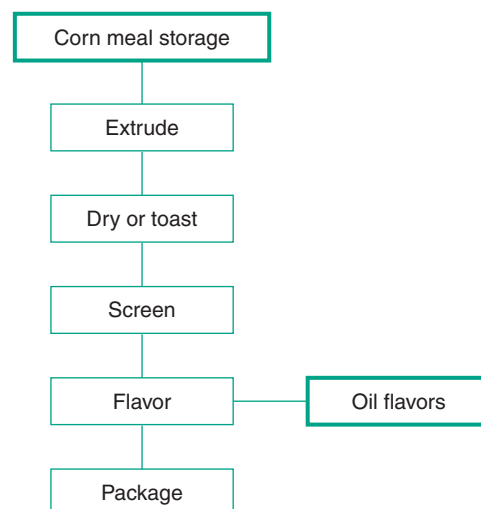 Corn meal storage
Extrude
Dry or toast
Screen
Flavor
Oil flavors
Package